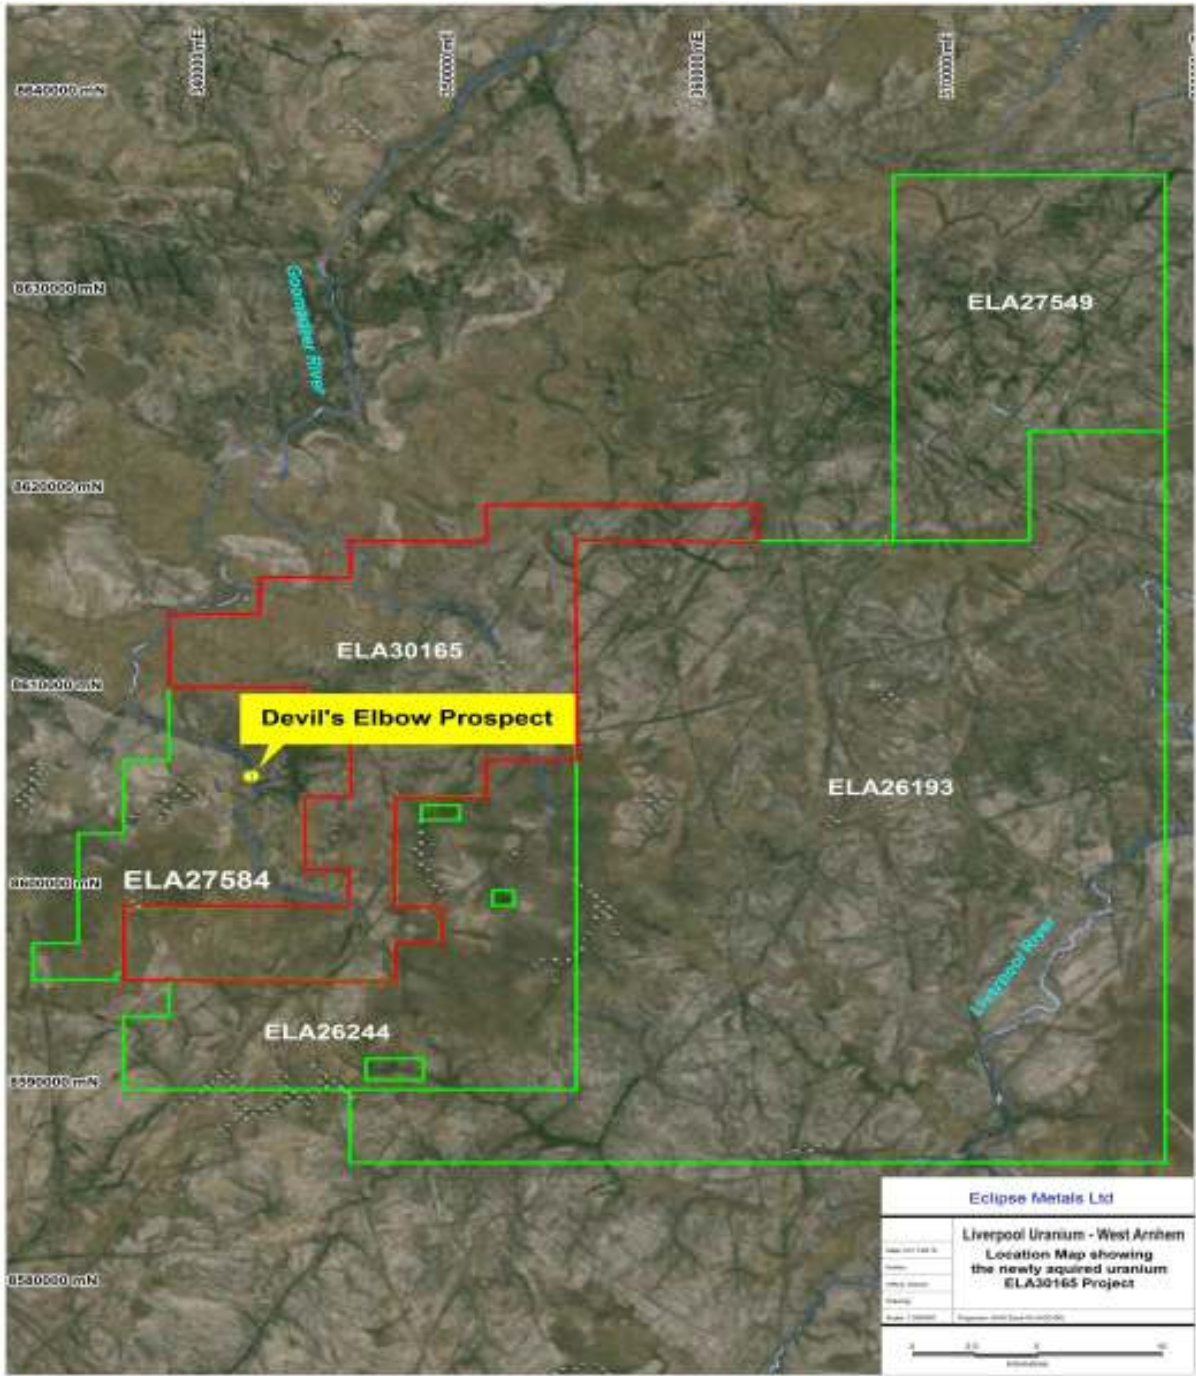 8640000 mN
8630000 mN
Goomadeer River
ELA27549
8620000 mN
ELA30165
8610000 mN
Devil's Elbow Prospect
ELA26193
8600000 mN
ELA27584
Liverpool River
ELA26244
8590000 mN
8580000 mN
Eclipse Metals Ltd
Liverpool Uranium - West Arnhem
Location Map showing
the newly aquired uranium
ELA30165 Project